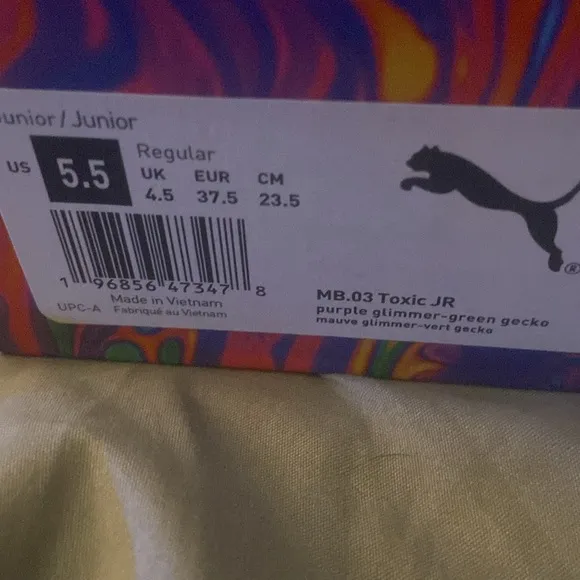 unior / Junior
US 5.5 Regular
UK EUR CM
4.5 37.5 23.5
1 96856 47347 8
UPC-A Made in Vietnam
Fabriqué au Vietnam
MB.03 Toxic JR
purple glimmer-green gecko
mauve glimmer-vert gecko
®